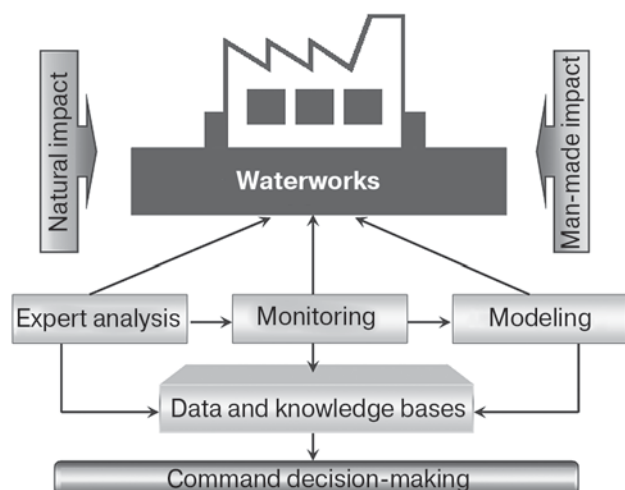 Natural impact
Man-made impact
Waterworks
Expert analysis
Monitoring
Modeling
Data and knowledge bases
Command decision-making